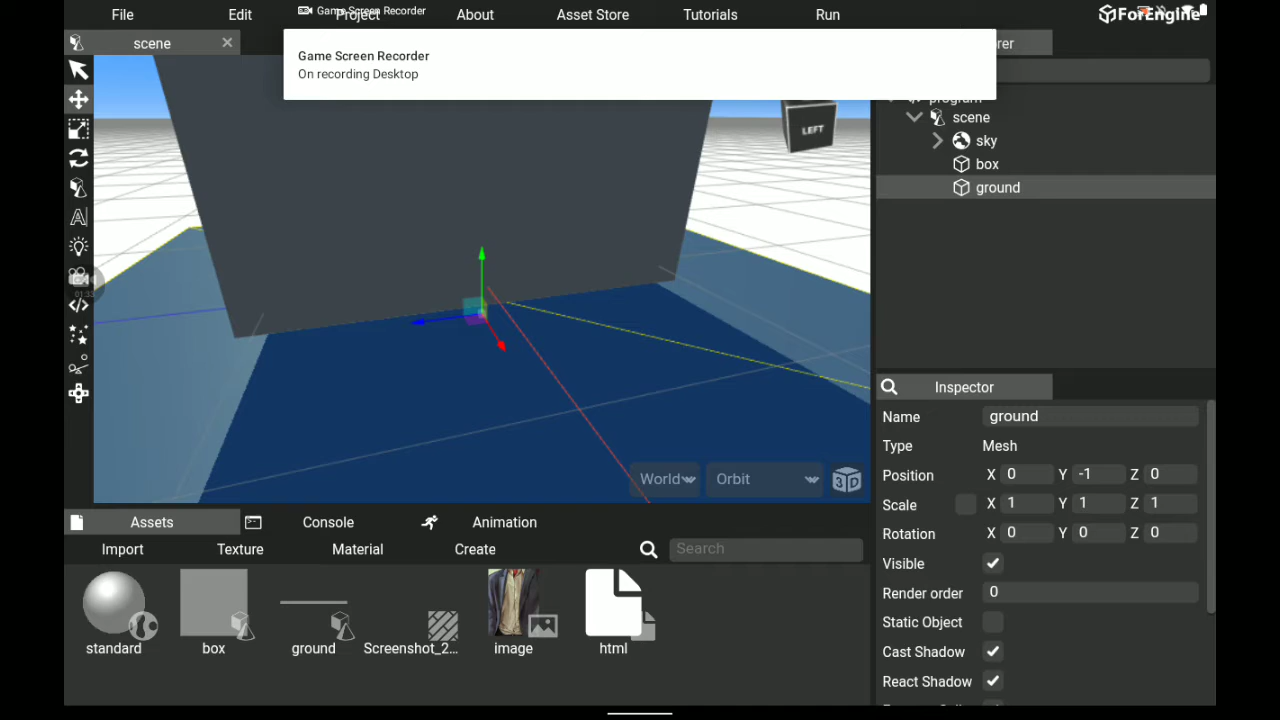 Game Screen Recorder
File
Edit
Project
About
Asset Store
Tutorials
Run
ForEngine
scene
Game Screen Recorder
On recording Desktop
LEFT
program
scene
sky
box
ground
01:33
World
Orbit
3D
Inspector
Name ground
Type Mesh
Position X 0 Y -1 Z 0
Scale X 1 Y 1 Z 1
Rotation X 0 Y 0 Z 0
Visible
Render order 0
Static Object
Cast Shadow
React Shadow
Assets
Console
Animation
Import
Texture
Material
Create
Search
standard
box
ground
Screenshot_2...
image
html